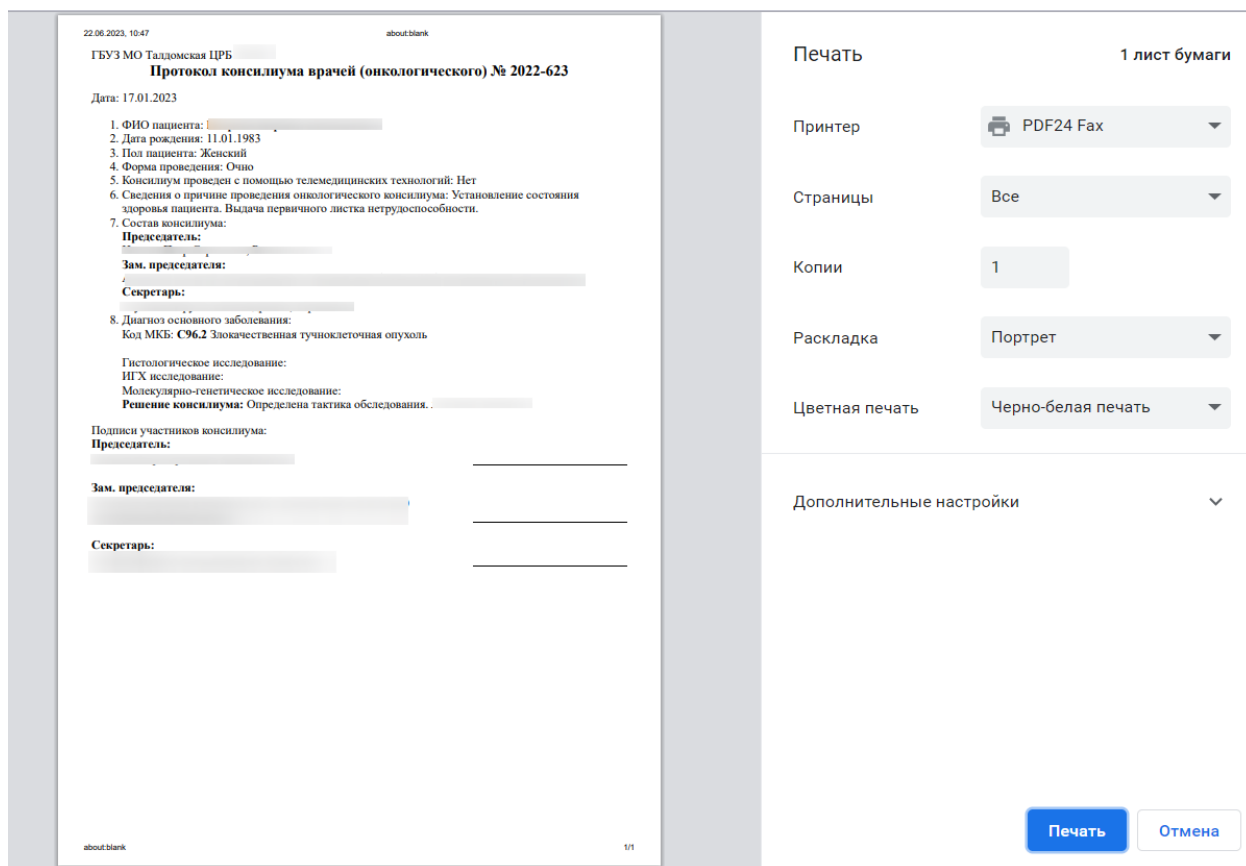 22.06.2023, 10:47 about:blank
ГБУЗ МО Талдомская ЦРБ
Протокол консилиума врачей (онкологического) № 2022-623
Дата: 17.01.2023
1. ФИО пациента:
2. Дата рождения: 11.01.1983
3. Пол пациента: Женский
4. Форма проведения: Очно
5. Консилиум проведен с помощью телемедицинских технологий: Нет
6. Сведения о причине проведения онкологического консилиума: Установление состояния
здоровья пациента. Выдача первичного листка нетрудоспособности.
7. Состав консилиума:
Председатель:
Зам. председателя:
Секретарь:
8. Диагноз основного заболевания:
Код МКБ: C96.2 Злокачественная тучноклеточная опухоль
Гистологическое исследование:
ИГХ исследование:
Молекулярно-генетическое исследование:
Решение консилиума: Определена тактика обследования.
Подписи участников консилиума:
Председатель:
Зам. председателя:
Секретарь:
about:blank 1/1
Печать 1 лист бумаги
Принтер PDF24 Fax
Страницы Все
Копии 1
Раскладка Портрет
Цветная печать Черно-белая печать
Дополнительные настройки
Печать Отмена